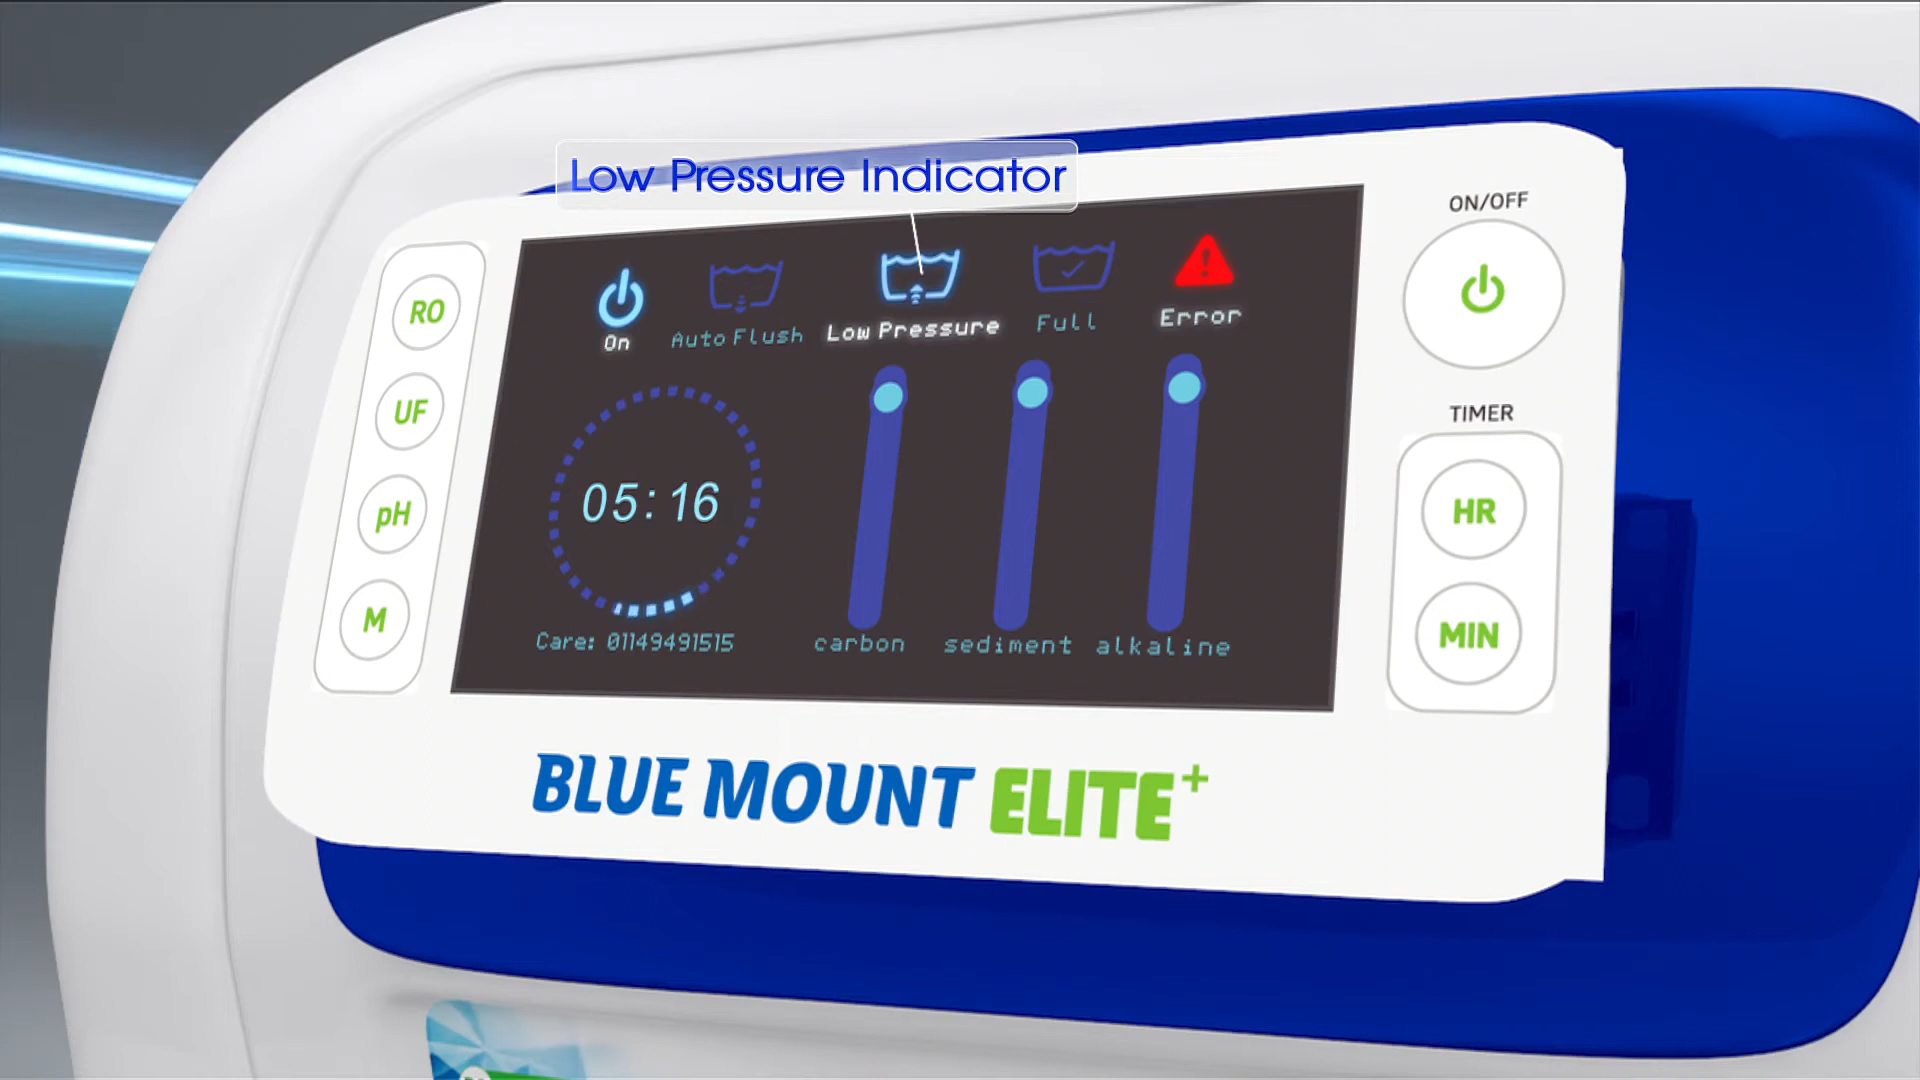 Low Pressure Indicator
ON/OFF
RO
UF
pH
M
On
Auto Flush
Low Pressure
Full
Error
TIMER
HR
MIN
05:16
Care: 01149491515
carbon
sediment
alkaline
BLUE MOUNT ELITE+